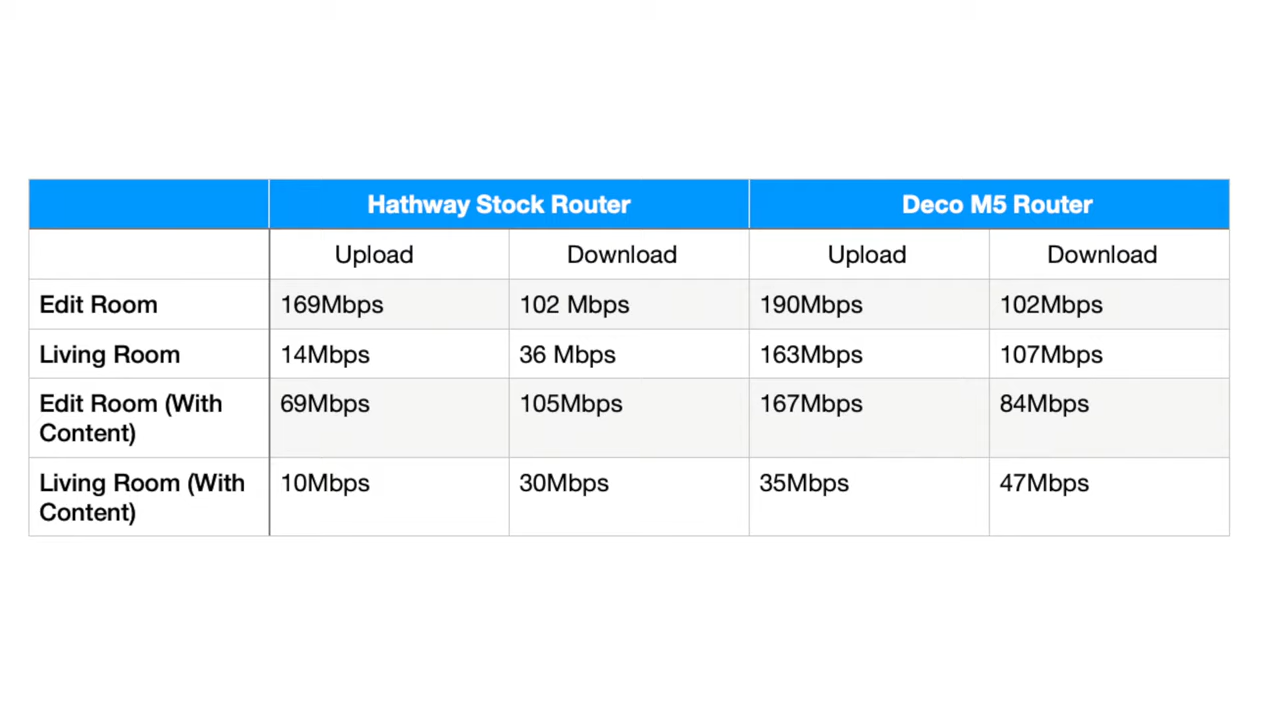 Hathway Stock Router Deco M5 Router
Upload Download Upload Download
Edit Room 169Mbps 102 Mbps 190Mbps 102Mbps
Living Room 14Mbps 36 Mbps 163Mbps 107Mbps
Edit Room (With 69Mbps 105Mbps 167Mbps 84Mbps
Content)
Living Room (With 10Mbps 30Mbps 35Mbps 47Mbps
Content)